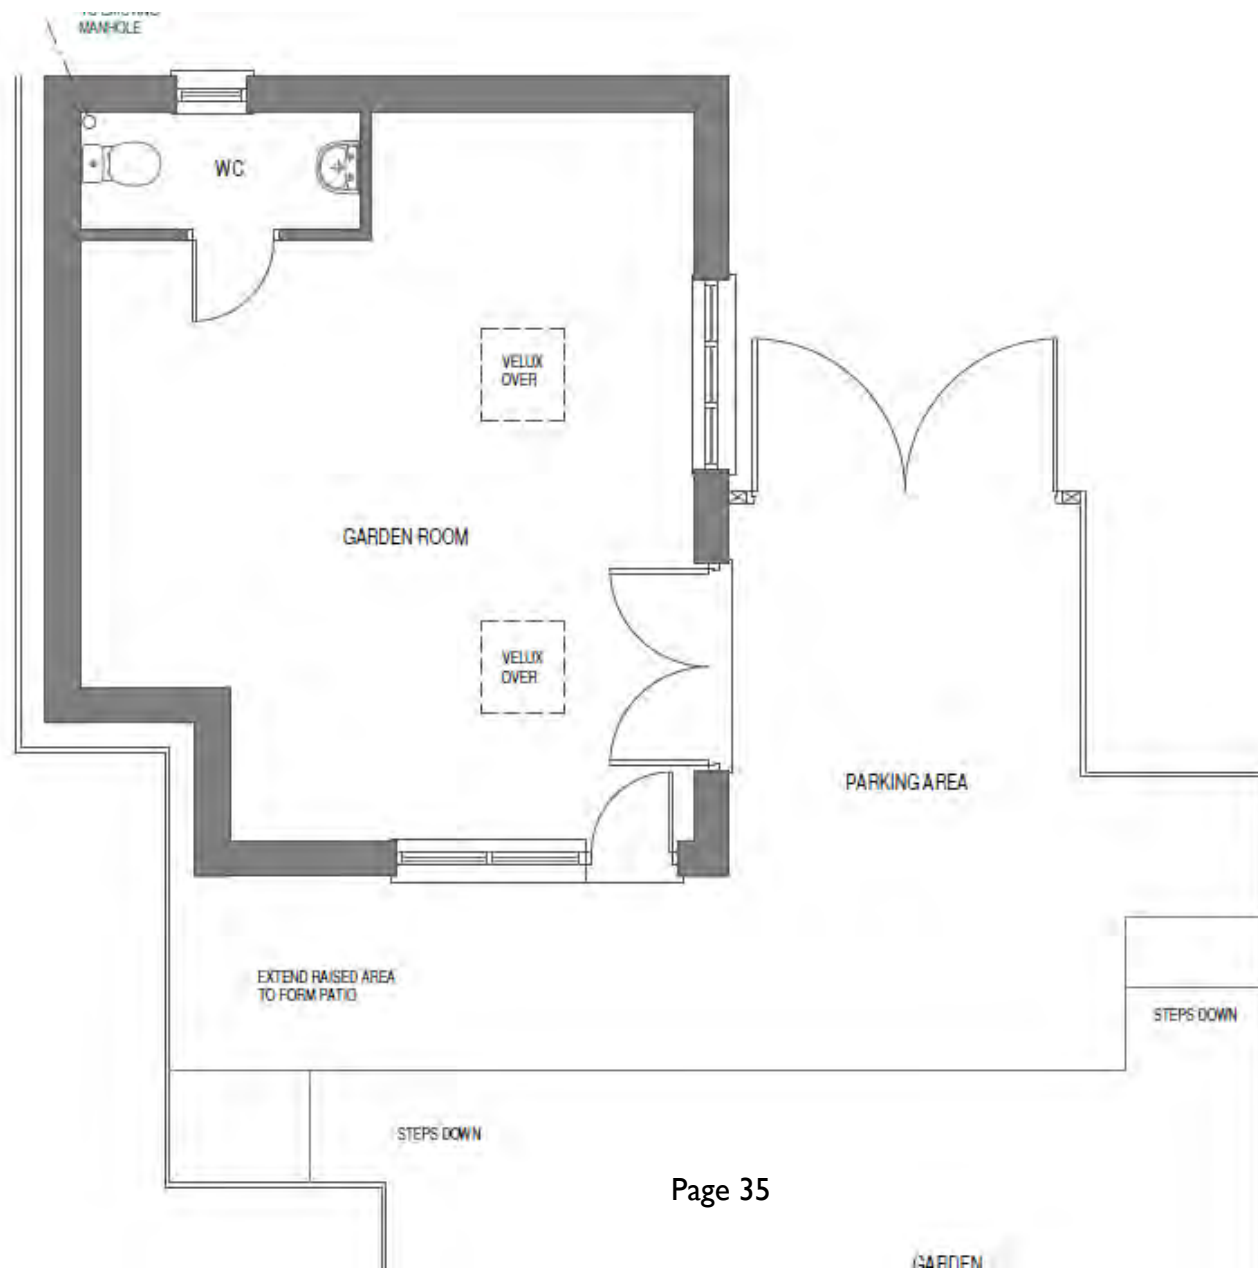 MANHOLE
WC
VELUX
OVER
GARDEN ROOM
VELUX
OVER
PARKING AREA
EXTEND RAISED AREA
TO FORM PATIO
STEPS DOWN
STEPS DOWN
Page 35
GARDEN